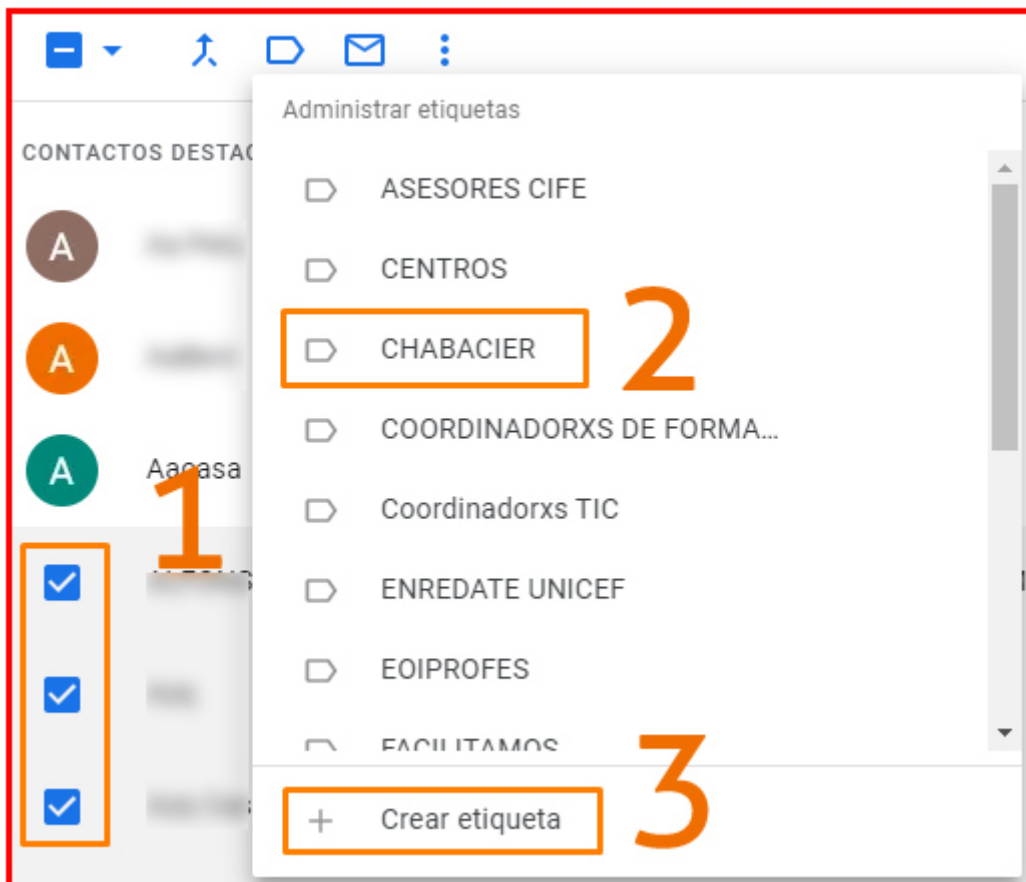 Administrar etiquetas
CONTACTOS DESTAC
ASESORES CIFE
A
CENTROS
2
CHABACIER
A
COORDINADORXS DE FORMA...
A
Aacasa
1
Coordinadorxs TIC
ENREDATE UNICEF
EOIPROFES
FACILITAMOS
3
Crear etiqueta